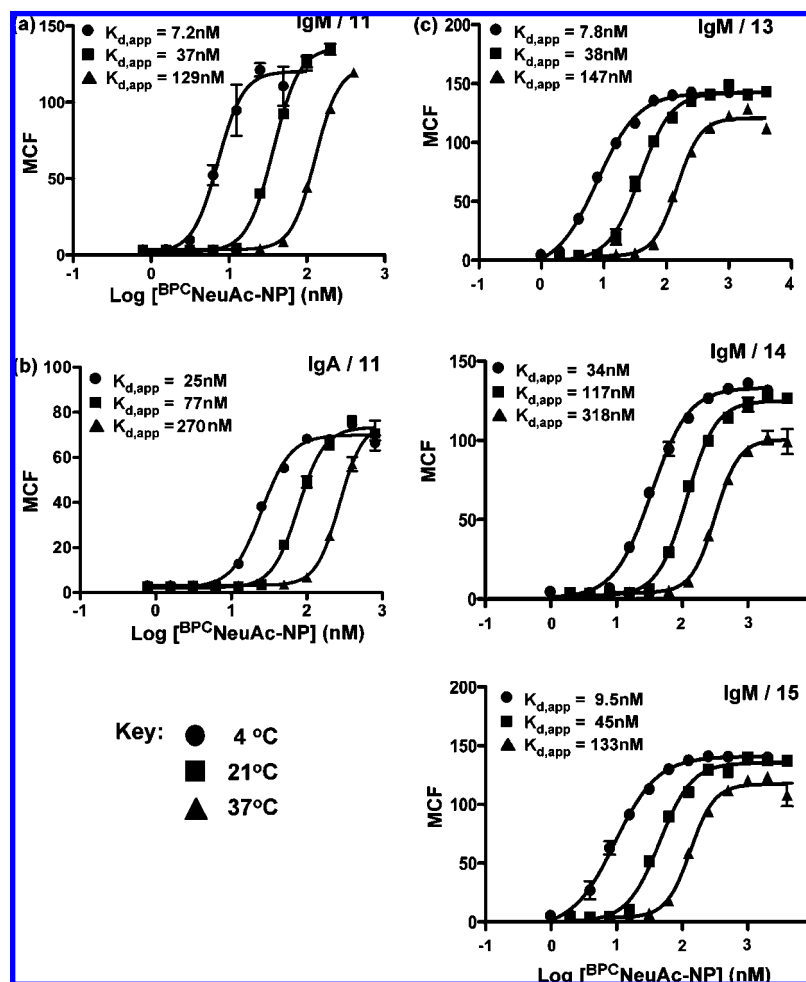 (a) IgM / 11
K_d,app = 7.2nM
K_d,app = 37nM
K_d,app = 129nM
MCF
150
100
50
0
-1 0 1 2 3
Log [^BPC NeuAc-NP] (nM)
(b) IgA / 11
K_d,app = 25nM
K_d,app = 77nM
K_d,app = 270nM
MCF
100
80
60
40
20
0
-1 0 1 2 3
Log [^BPC NeuAc-NP] (nM)
Key:
4 °C
21°C
37°C
(c) IgM / 13
K_d,app = 7.8nM
K_d,app = 38nM
K_d,app = 147nM
MCF
200
150
100
50
0
-1 0 1 2 3 4
IgM / 14
K_d,app = 34nM
K_d,app = 117nM
K_d,app = 318nM
MCF
150
100
50
0
-1 0 1 2 3
IgM / 15
K_d,app = 9.5nM
K_d,app = 45nM
K_d,app = 133nM
MCF
200
150
100
50
0
-1 0 1 2 3
Log [^BPC NeuAc-NP] (nM)